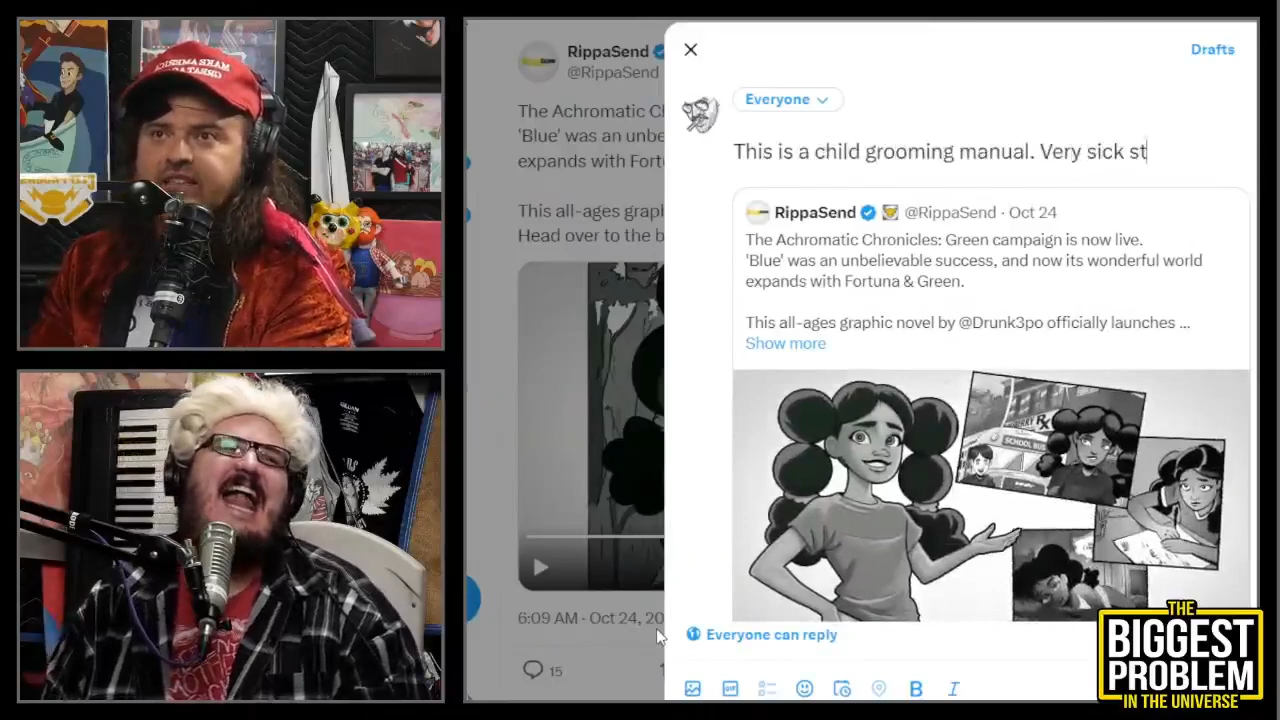 RippaSend
@RippaSend
The Achromatic Ch
'Blue' was an unbe
expands with Fortu
This all-ages grapl
Head over to the b
6:09 AM · Oct 24, 20
15
Drafts
Everyone
This is a child grooming manual. Very sick st
RippaSend @RippaSend · Oct 24
The Achromatic Chronicles: Green campaign is now live.
'Blue' was an unbelievable success, and now its wonderful world
expands with Fortuna & Green.
This all-ages graphic novel by @Drunk3po officially launches ...
Show more
SCHOOL BUS
Everyone can reply
GIF
B
I
THE
BIGGEST
PROBLEM
IN THE UNIVERSE